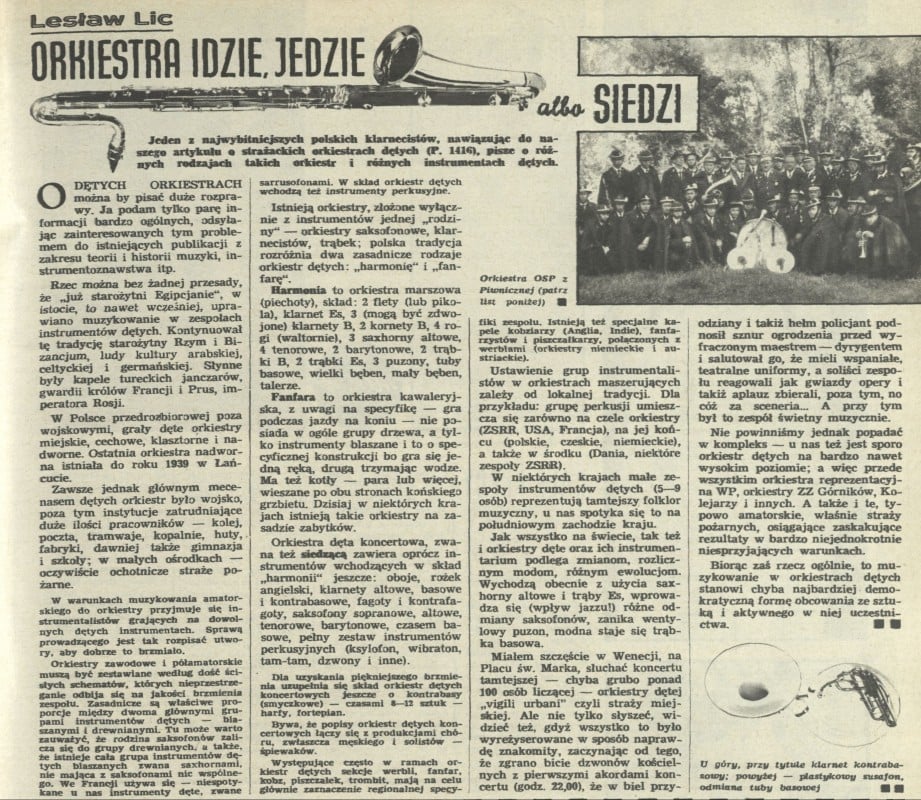 Lesław Lic
ORKIESTRA IDZIE, JEDZIE
albo SIEDZI
Jeden z najwybitniejszych polskich klarnecistów, nawiązując do na-
szego artykułu o strażackich orkiestrach dętych (P. 1416), pisze o róż-
nych rodzajach takich orkiestr i różnych instrumentach dętych.
O DĘTYCH ORKIESTRACH
można by pisać duże rozpra-
wy. Ja podam tylko parę in-
formacji bardzo ogólnych, odsyła-
jąc zainteresowanych tym proble-
mem do istniejących publikacji z
zakresu teorii i historii muzyki, in-
strumentoznawstwa itp.
Rzec można bez żadnej przesady,
że „już starożytni Egipcjanie", w
istocie, to nawet wcześniej, upra-
wiano muzykowanie w zespołach
instrumentów dętych. Kontynuował
tę tradycję starożytny Rzym i Bi-
zancjum, ludy kultury arabskiej,
celtyckiej i germańskiej. Słynne
były kapele tureckich janczarów,
gwardii królów Francji i Prus, im-
peratora Rosji.
W Polsce przedrozbiorowej poza
wojskowymi, grały dęte orkiestry
miejskie, cechowe, klasztorne i na-
dworne. Ostatnia orkiestra nadwor-
na istniała do roku 1939 w Łań-
cucie.
Zawsze jednak głównym mece-
nasem dętych orkiestr było wojsko,
poza tym instytucje zatrudniające
duże ilości pracowników — kolej,
poczta, tramwaje, kopalnie, huty,
fabryki, dawniej także gimnazja
i szkoły; w małych ośrodkach —
oczywiście ochotnicze straże po-
żarne.
W warunkach muzykowania amator-
skiego do orkiestry przyjmuje się in-
strumentalistów grających na dowol-
nych dętych instrumentach. Sprawą
prowadzącego jest tak rozpisać utwo-
ry, aby dobrze to brzmiało.
Orkiestry zawodowe i półamatorskie
muszą być zestawiane według dość ści-
słych schematów, których nieprzestrze-
ganie odbija się na jakości brzmienia
zespołu. Zasadnicze są właściwe pro-
porcje między dwoma głównymi gru-
pami instrumentów dętych — bla-
szanymi i drewnianymi. Tu może warto
zauważyć, że rodzina saksofonów zali-
cza się do grupy drewnianych, a także,
że istnieje cała grupa instrumentów dę-
tych blaszanych zwana saxhornami,
nie mająca z saksofonami nic wspólne-
go. We Francji używa się — niespoty-
kane u nas instrumenty dęte, zwane
sarrusofonami. W skład orkiestr dętych
wchodzą też instrumenty perkusyjne.
Istnieją orkiestry, złożone wyłącz-
nie z instrumentów jednej „rodzi-
ny" — orkiestry saksofonowe, klar-
necistów, trąbek; polska tradycja
rozróżnia dwa zasadnicze rodzaje
orkiestr dętych: „harmonię" i „fan-
farę".
Harmonia to orkiestra marszowa
(piechoty), skład: 2 flety (lub piko-
la), klarnet Es, 3 (mogą być zdwo-
jone) klarnety B, 2 kornety B, 4 ro-
gi (waltornie), 3 saxhorny altowe,
4 tenorowe, 2 barytonowe, 2 trąb-
ki B, 2 trąbki Es, 3 puzony, tuby
basowe, wielki bęben, mały bęben,
talerze.
Fanfara to orkiestra kawaleryj-
ska, z uwagi na specyfikę — gra
podczas jazdy na koniu — nie po-
siada w ogóle grupy drzewa, a tyl-
ko instrumenty blaszane i to o spe-
cyficznej konstrukcji bo gra się je-
dną ręką, drugą trzymając wodze.
Ma też kotły — para lub więcej,
wieszane po obu stronach końskiego
grzbietu. Dzisiaj w niektórych kra-
jach istnieją takie orkiestry na za-
sadzie zabytków.
Orkiestra dęta koncertowa, zwa-
na też siedzącą zawiera oprócz in-
strumentów wchodzących w skład
„harmonii" jeszcze: oboje, rożek
angielski, klarnety altowe, basowe
i kontrabasowe, fagoty i kontrafa-
goty, saksofony sopranowe, altowe,
tenorowe, barytonowe, czasem ba-
sowe, pełny zestaw instrumentów
perkusyjnych (ksylofon, wibraton,
tam-tam, dzwony i inne).
Dla uzyskania piękniejszego brzmie-
nia uzupełnia się skład orkiestr dętych
koncertowych jeszcze o kontrabasy
(smyczkowe) — czasami 8—12 sztuk —
harfy, fortepian.
Bywa, że popisy orkiestr dętych kon-
certowych łączy się z produkcjami chó-
ru, zwłaszcza męskiego i solistów —
śpiewaków.
Występujące często w ramach or-
kiestr dętych sekcje werbli, fanfar,
kobz, piszczałek, trombit, mają na celu
głównie zaznaczenie regionalnej specy-
Orkiestra OSP z
Piwnicznej (patrz
list poniżej)
fiki zespołu. Istnieją też specjalne ka-
pele kobziarzy (Anglia, Indie), fanfa-
rzystów i piszczałkarzy, połączonych z
werblami (orkiestry niemieckie i au-
striackie).
Ustawienie grup instrumentali-
stów w orkiestrach maszerujących
zależy od lokalnej tradycji. Dla
przykładu: grupę perkusji umiesz-
cza się zarówno na czele orkiestry
(ZSRR, USA, Francja), na jej koń-
cu (polskie, czeskie, niemieckie),
a także w środku (Dania, niektóre
zespoły ZSRR).
W niektórych krajach małe ze-
społy instrumentów dętych (5—9
osób) reprezentują tamtejszy folklor
muzyczny, u nas spotyka się to na
południowym zachodzie kraju.
Jak wszystko na świecie, tak też
i orkiestry dęte oraz ich instrumen-
tarium podlega zmianom, rozlicz-
nym modom, różnym ewolucjom.
Wychodzą obecnie z użycia sax-
horny altowe i trąby Es, wprowa-
dza się (wpływ jazzu!) różne od-
miany saksofonów, zanika wenty-
lowy puzon, modna staje się trąb-
ka basowa.
Miałem szczęście w Wenecji, na
Placu św. Marka, słuchać koncertu
tamtejszej — chyba grubo ponad
100 osób liczącej — orkiestry dętej
„vigili urbani" czyli straży miej-
skiej. Ale nie tylko słyszeć, wi-
dzieć też, gdyż wszystko to było
wyreżyserowane w sposób napraw-
dę znakomity, zaczynając od tego,
że zgrano bicie dzwonów kościel-
nych z pierwszymi akordami kon-
certu (godz. 22,00), że w biel przy-
odziany i takiż hełm policjant pod-
nosił sznur ogrodzenia przed wy-
fraczonym maestrem — dyrygentem
i salutował go, że mieli wspaniałe,
teatralne uniformy, a soliści zespo-
łu reagowali jak gwiazdy opery i
takiż aplauz zbierali, poza tym, no
cóż za sceneria... A przy tym
był to zespół świetny muzycznie.
Nie powinniśmy jednak popadać
w kompleks — u nas też jest sporo
orkiestr dętych na bardzo nawet
wysokim poziomie; a więc przede
wszystkim orkiestra reprezentacyj-
na WP, orkiestry ZZ Górników, Ko-
lejarzy i innych. A także i te, ty-
powo amatorskie, właśnie straży
pożarnych, osiągające zaskakujące
rezultaty w bardzo niejednokrotnie
niesprzyjających warunkach.
Biorąc zaś rzecz ogólnie, to mu-
zykowanie w orkiestrach dętych
stanowi chyba najbardziej demo-
kratyczną formę obcowania ze sztu-
ką i aktywnego w niej uczestni-
ctwa.
U góry, przy tytule klarnet kontraba-
sowy; powyżej — plastykowy susafon,
odmiana tuby basowej